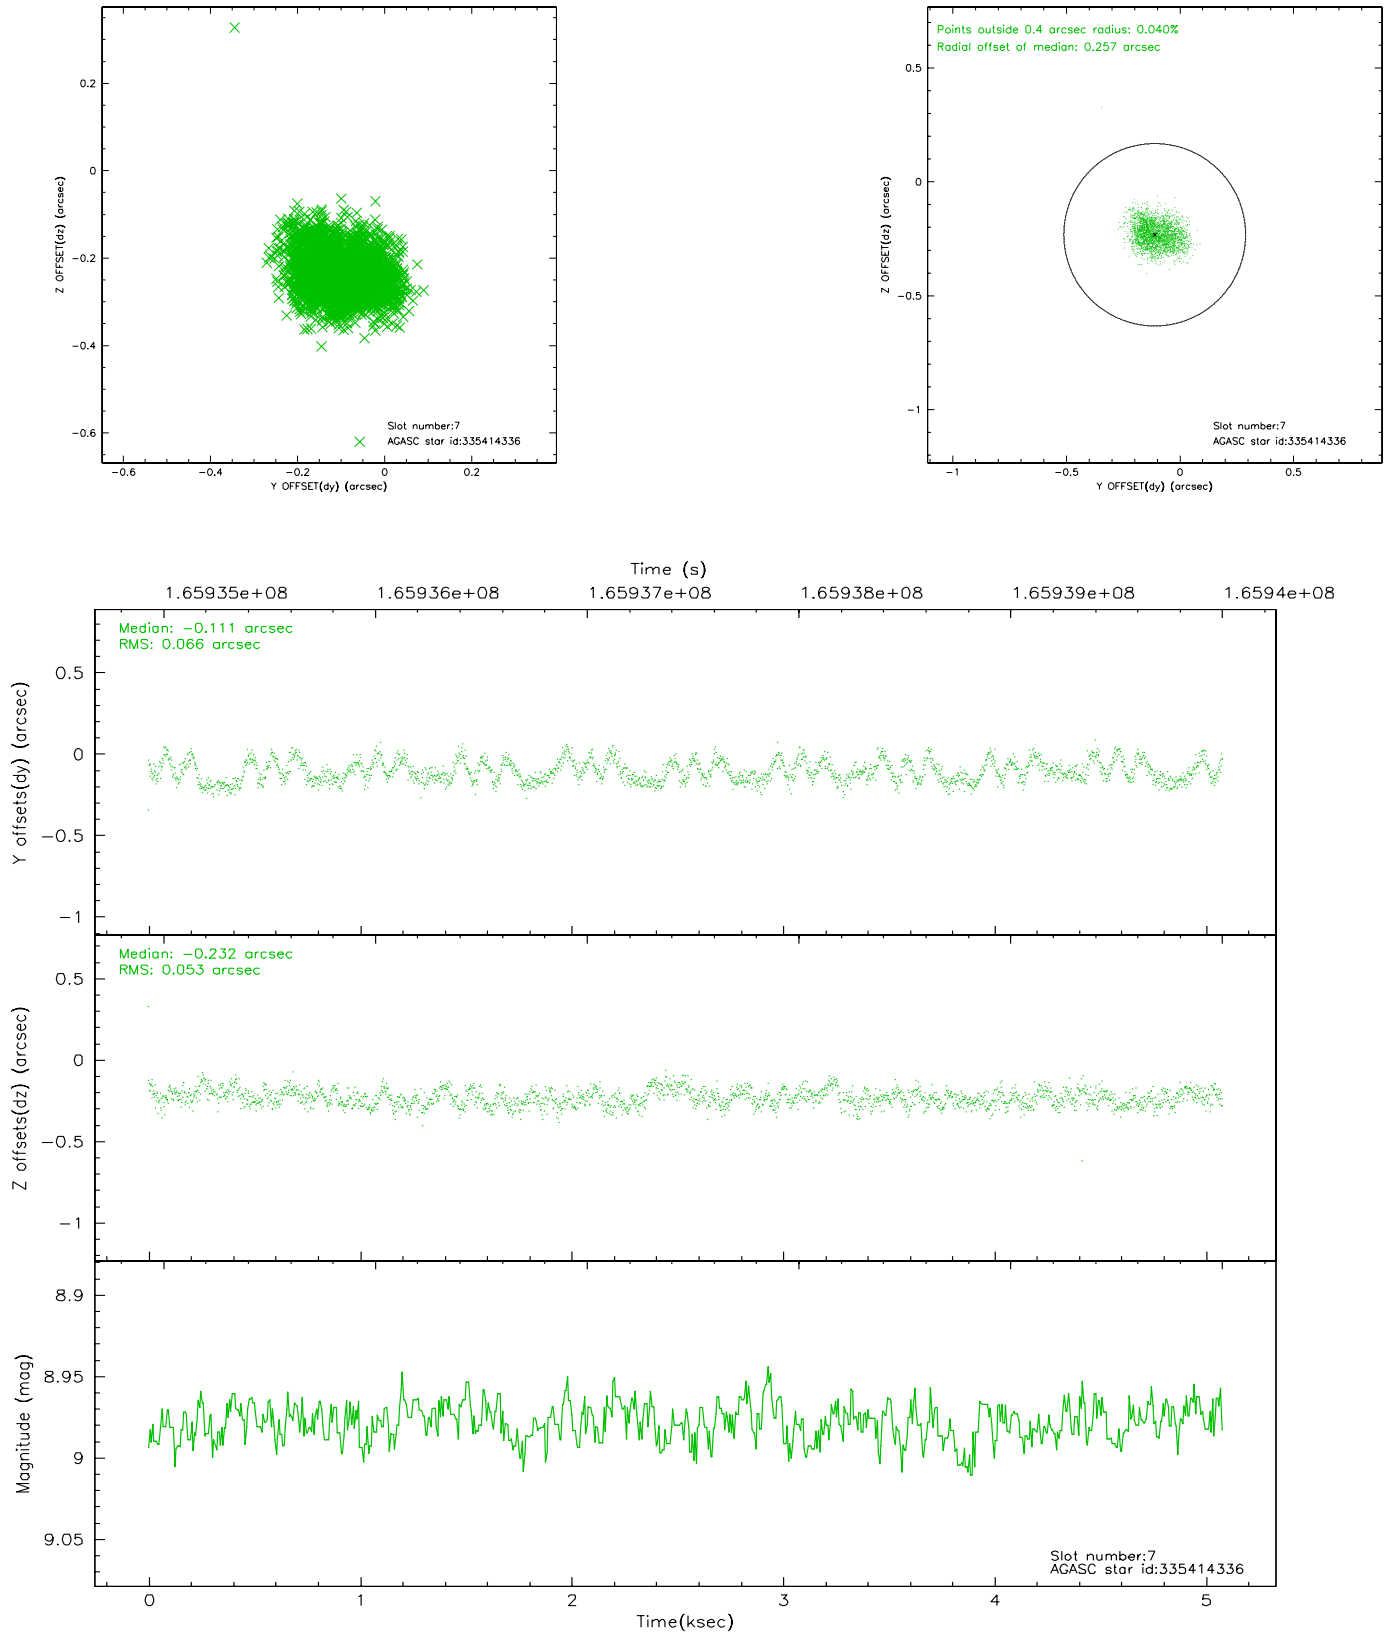 0.2
0
−0.2
−0.4
−0.6
Z OFFSET(dz) (arcsec)
Slot number:7
AGASC star id:335414336
−0.6
−0.4
−0.2
0
0.2
Y OFFSET(dy) (arcsec)
Points outside 0.4 arcsec radius: 0.040%
Radial offset of median: 0.257 arcsec
0.5
0
−0.5
−1
Z OFFSET(dz) (arcsec)
Slot number:7
AGASC star id:335414336
−1
−0.5
0
0.5
Y OFFSET(dy) (arcsec)
Time (s)
1.65935e+08
1.65936e+08
1.65937e+08
1.65938e+08
1.65939e+08
1.6594e+08
Median: −0.111 arcsec
RMS: 0.066 arcsec
0.5
0
−0.5
−1
Y offsets(dy) (arcsec)
Median: −0.232 arcsec
RMS: 0.053 arcsec
0.5
0
−0.5
−1
Z offsets(dz) (arcsec)
8.9
8.95
9
9.05
Magnitude (mag)
Slot number:7
AGASC star id:335414336
0
1
2
3
4
5
Time(ksec)